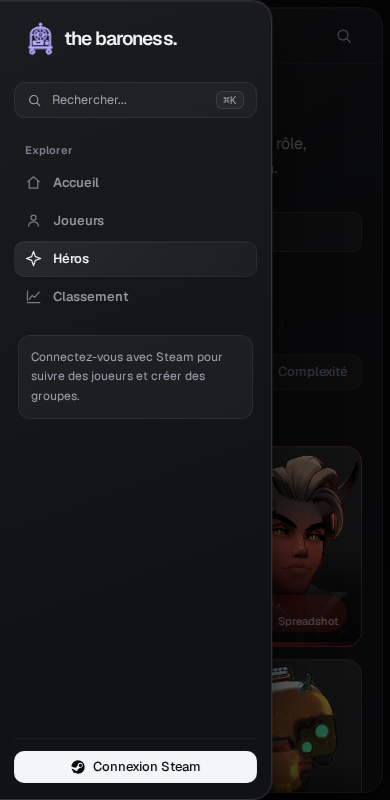 the baroness.
Rechercher...
⌘K
Explorer
Accueil
Joueurs
Héros
Classement
Connectez-vous avec Steam pour
suivre des joueurs et créer des
groupes.
Connexion Steam
rôle,
Complexité
Spreadshot